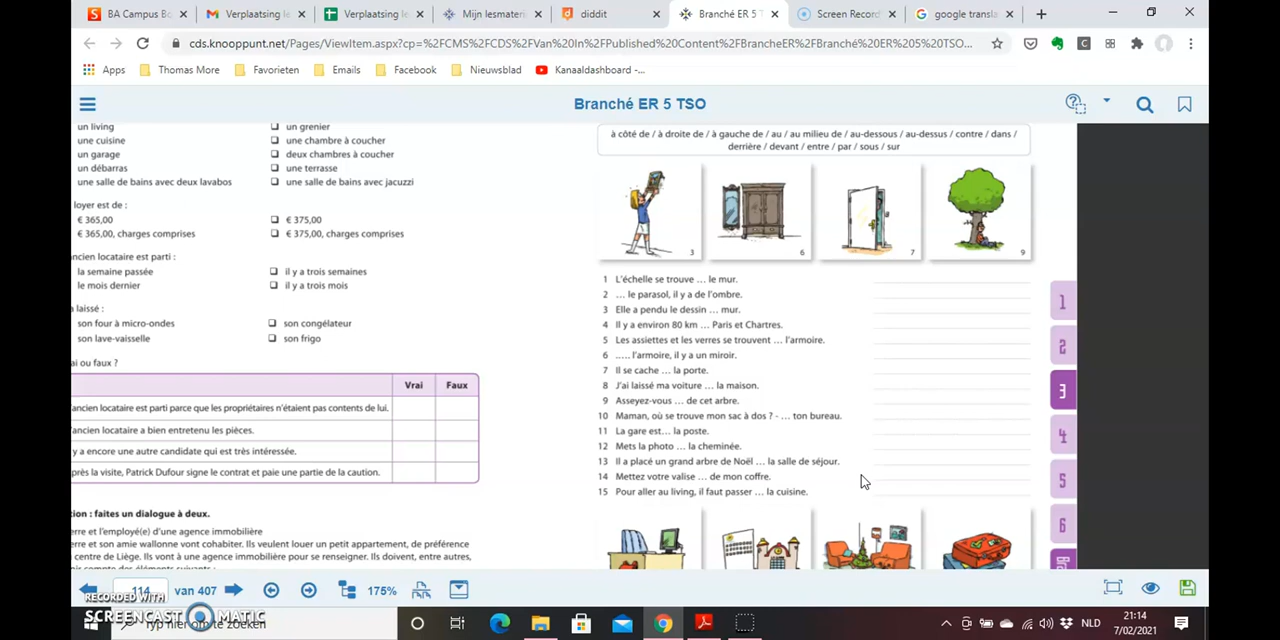 BA Campus Bo
Verplaatsing le
Verplaatsing le
Mijn lesmateri
diddit
Branché ER 5 T
Screen Record
google transla
cds.knooppunt.net/Pages/ViewItem.aspx?cp=%2FCMS%2FCDS%2FVan%20In%2FPublished%20Content%2FBrancheER%2FBranché%20ER%205%20TSO...
Apps
Thomas More
Favorieten
Emails
Facebook
Nieuwsblad
Kanaaldashboard -...
Branché ER 5 TSO
un living
un grenier
une cuisine
une chambre à coucher
un garage
deux chambres à coucher
un débarras
une terrasse
une salle de bains avec deux lavabos
une salle de bains avec jacuzzi
loyer est de :
€ 365,00
€ 375,00
€ 365,00, charges comprises
€ 375,00, charges comprises
ancien locataire est parti :
la semaine passée
il y a trois semaines
le mois dernier
il y a trois mois
a laissé :
son four à micro-ondes
son congélateur
son lave-vaisselle
son frigo
ai ou faux ?
Vrai
Faux
'ancien locataire est parti parce que les propriétaires n'étaient pas contents de lui.
'ancien locataire a bien entretenu les pièces.
y a encore une autre candidate qui est très intéressée.
près la visite, Patrick Dufour signe le contrat et paie une partie de la caution.
tion : faites un dialogue à deux.
erre et l'employé(e) d'une agence immobilière
erre et son amie wallonne vont cohabiter. Ils veulent louer un petit appartement, de préférence
centre de Liège. Ils vont à une agence immobilière pour se renseigner. Ils doivent, entre autres,
à côté de / à droite de / à gauche de / au / au milieu de / au-dessous / au-dessus / contre / dans /
derrière / devant / entre / par / sous / sur
3
6
7
9
1 L'échelle se trouve ... le mur.
2 ... le parasol, il y a de l'ombre.
3 Elle a pendu le dessin ... mur.
4 Il y a environ 80 km ... Paris et Chartres.
5 Les assiettes et les verres se trouvent ... l'armoire.
6 ..... l'armoire, il y a un miroir.
7 Il se cache ... la porte.
8 J'ai laissé ma voiture ... la maison.
9 Asseyez-vous ... de cet arbre.
10 Maman, où se trouve mon sac à dos ? - ... ton bureau.
11 La gare est... la poste.
12 Mets la photo ... la cheminée.
13 Il a placé un grand arbre de Noël ... la salle de séjour.
14 Mettez votre valise ... de mon coffre.
15 Pour aller au living, il faut passer ... la cuisine.
1
2
3
4
5
6
114
van 407
175%
RECORDED WITH
SCREENCAST MATIC
Typ hier om te zoeken
NLD
21:14
7/02/2021